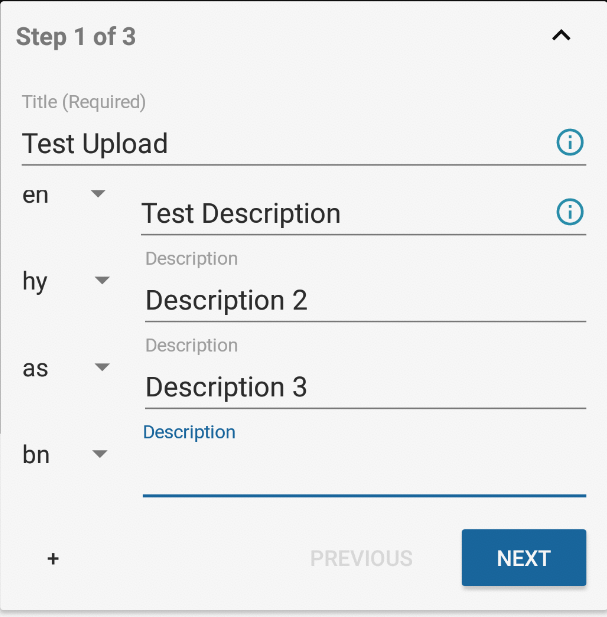 Step 1 of 3
Title (Required)
Test Upload
en
Test Description
Description
hy
Description 2
Description
as
Description 3
Description
bn
+ PREVIOUS NEXT